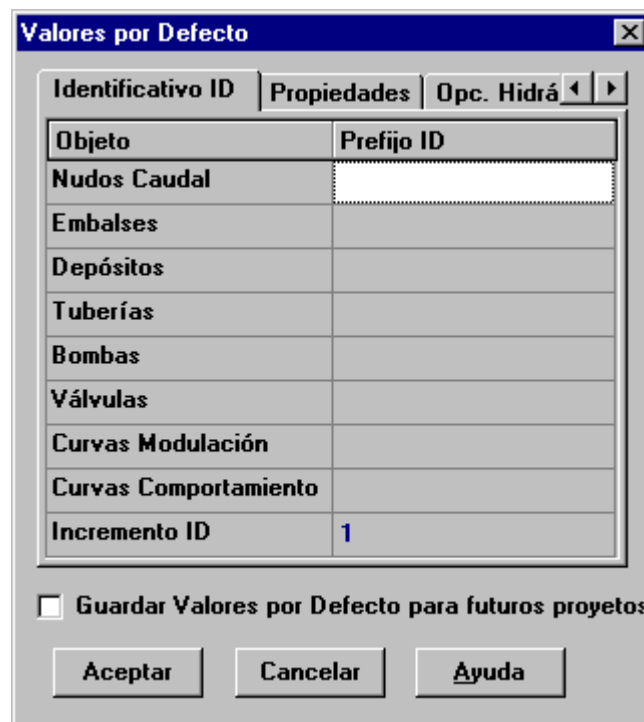 Valores por Defecto
Identificativo ID Propiedades Opc. Hidrá
Objeto Prefijo ID
Nudos Caudal
Embalses
Depósitos
Tuberías
Bombas
Válvulas
Curvas Modulación
Curvas Comportamiento
Incremento ID 1
Guardar Valores por Defecto para futuros proyetos
Aceptar Cancelar Ayuda